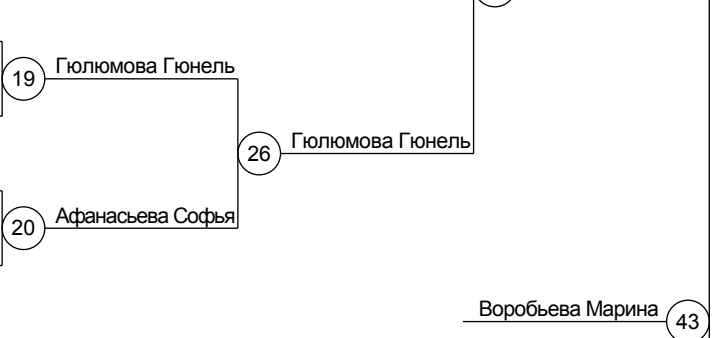 19 Гюлюмова Гюнель
26 Гюлюмова Гюнель
20 Афанасьева Софья
Воробьева Марина 43